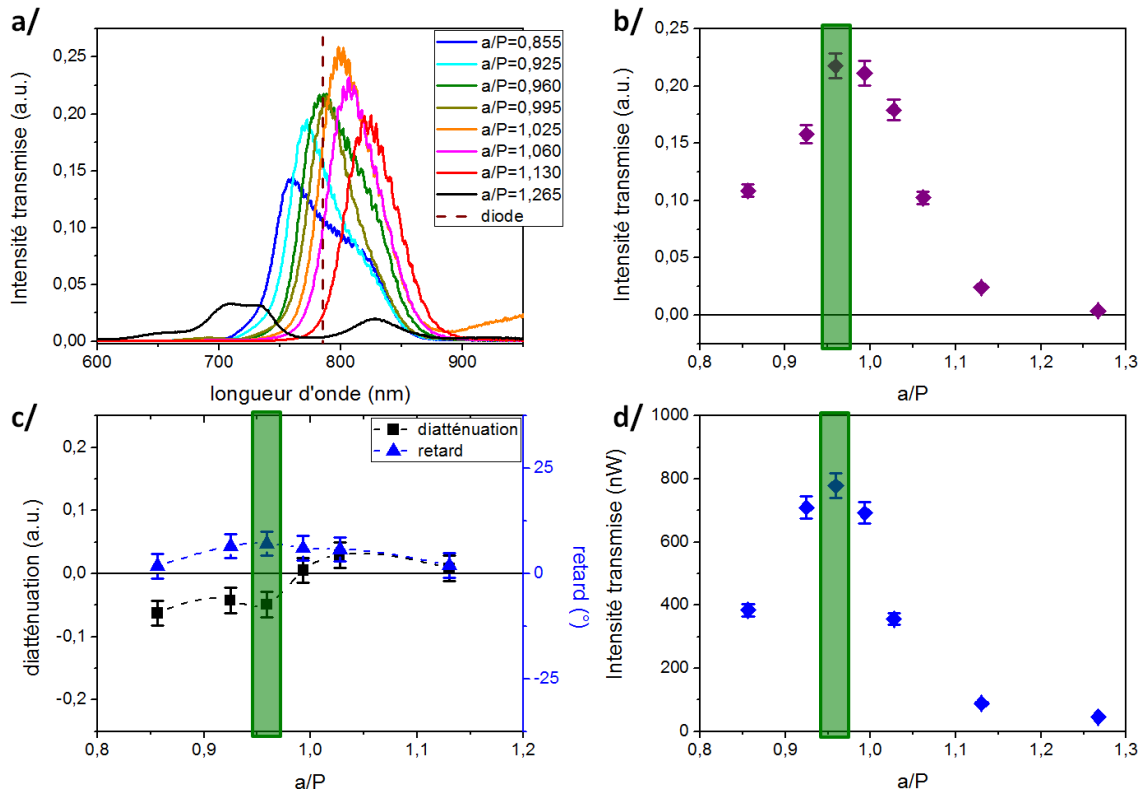 a/
Intensité transmise (a.u.)
0,25
0,20
0,15
0,10
0,05
0,00
600
700
800
900
longueur d'onde (nm)
a/P=0,855
a/P=0,925
a/P=0,960
a/P=0,995
a/P=1,025
a/P=1,060
a/P=1,130
a/P=1,265
diode
b/
Intensité transmise (a.u.)
0,25
0,20
0,15
0,10
0,05
0,00
0,8
0,9
1,0
1,1
1,2
1,3
a/P
c/
diatténuation (a.u.)
0,2
0,1
0,0
-0,1
-0,2
0,8
0,9
1,0
1,1
1,2
a/P
diatténuation
retard
25
0
-25
retard (°)
d/
Intensité transmise (nW)
1000
800
600
400
200
0
0,8
0,9
1,0
1,1
1,2
1,3
a/P